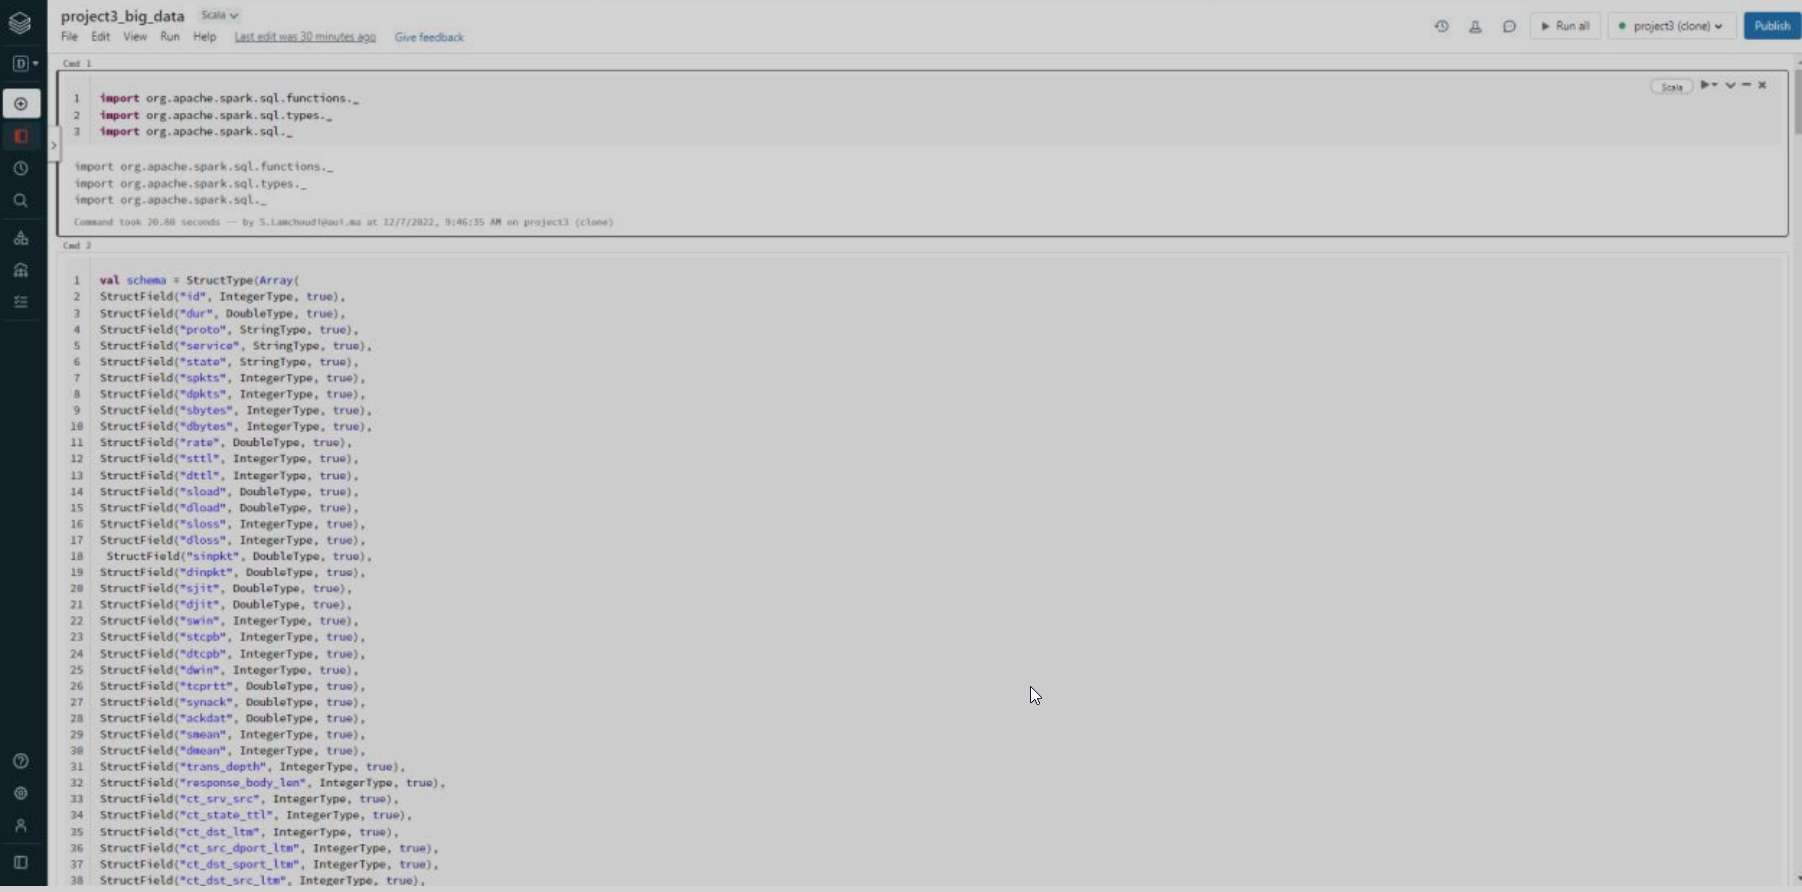 project3_big_data Scala
File Edit View Run Help Last edit was 30 minutes ago Give feedback
Run all project3 (clone) Publish
D
Cmd 1
Scala
1 import org.apache.spark.sql.functions._
2 import org.apache.spark.sql.types._
3 import org.apache.spark.sql._
import org.apache.spark.sql.functions._
import org.apache.spark.sql.types._
import org.apache.spark.sql._
Command took 20.80 seconds -- by S.Lamchoudi@aui.ma at 12/7/2022, 9:46:35 AM on project3 (clone)
Cmd 2
1 val schema = StructType(Array(
2 StructField("id", IntegerType, true),
3 StructField("dur", DoubleType, true),
4 StructField("proto", StringType, true),
5 StructField("service", StringType, true),
6 StructField("state", StringType, true),
7 StructField("spkts", IntegerType, true),
8 StructField("dpkts", IntegerType, true),
9 StructField("sbytes", IntegerType, true),
10 StructField("dbytes", IntegerType, true),
11 StructField("rate", DoubleType, true),
12 StructField("sttl", IntegerType, true),
13 StructField("dttl", IntegerType, true),
14 StructField("sload", DoubleType, true),
15 StructField("dload", DoubleType, true),
16 StructField("sloss", IntegerType, true),
17 StructField("dloss", IntegerType, true),
18 StructField("sinpkt", DoubleType, true),
19 StructField("dinpkt", DoubleType, true),
20 StructField("sjit", DoubleType, true),
21 StructField("djit", DoubleType, true),
22 StructField("swin", IntegerType, true),
23 StructField("stcpb", IntegerType, true),
24 StructField("dtcpb", IntegerType, true),
25 StructField("dwin", IntegerType, true),
26 StructField("tcprtt", DoubleType, true),
27 StructField("synack", DoubleType, true),
28 StructField("ackdat", DoubleType, true),
29 StructField("smean", IntegerType, true),
30 StructField("dmean", IntegerType, true),
31 StructField("trans_depth", IntegerType, true),
32 StructField("response_body_len", IntegerType, true),
33 StructField("ct_srv_src", IntegerType, true),
34 StructField("ct_state_ttl", IntegerType, true),
35 StructField("ct_dst_ltm", IntegerType, true),
36 StructField("ct_src_dport_ltm", IntegerType, true),
37 StructField("ct_dst_sport_ltm", IntegerType, true),
38 StructField("ct_dst_src_ltm", IntegerType, true),